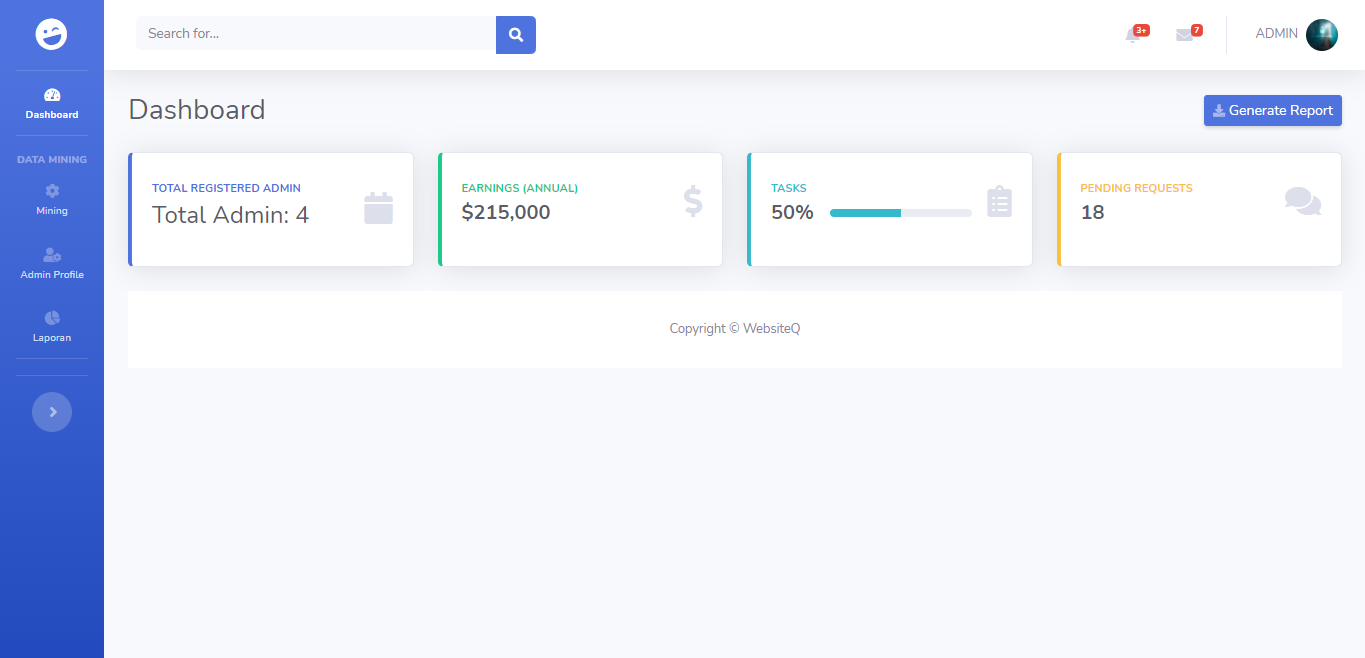 Search for...
3+
7
ADMIN
Dashboard
DATA MINING
Mining
Admin Profile
Laporan
Dashboard
Generate Report
TOTAL REGISTERED ADMIN
Total Admin: 4
EARNINGS (ANNUAL)
$215,000
TASKS
50%
PENDING REQUESTS
18
Copyright © WebsiteQ